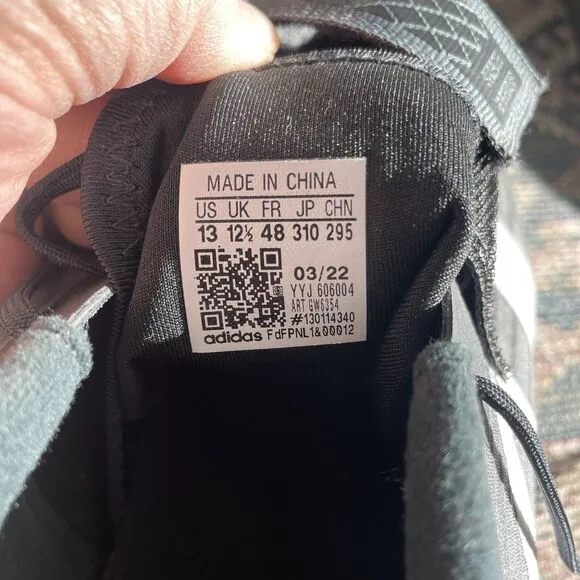 MADE IN CHINA
US UK FR JP CHN
13 12½ 48 310 295
03/22
YYJ 606004
ART GW6354
#130114340
adidas FdFPNL1&00012